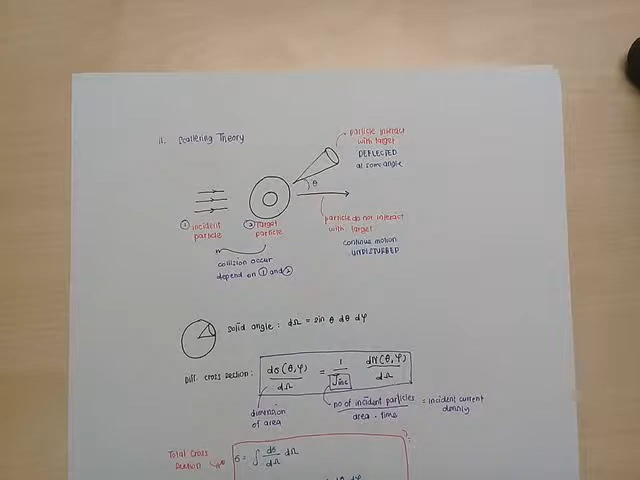 ii. Scattering Theory
particle interact
with target
DEFLECTED
at some angle
θ
① incident
particle
② Target
particle
particle do not interact
with target
continue motion
UNDISTURBED
collision occur
depend on ① and ②
Solid angle : dΩ = sin θ dθ dφ
Diff. cross section : dσ(θ,φ)/dΩ = 1/Jinc dN(θ,φ)/dΩ
dimension
of area
no of incident particles / area · time = incident current
density
Total Cross
Section
σ = ∫ dσ/dΩ dΩ